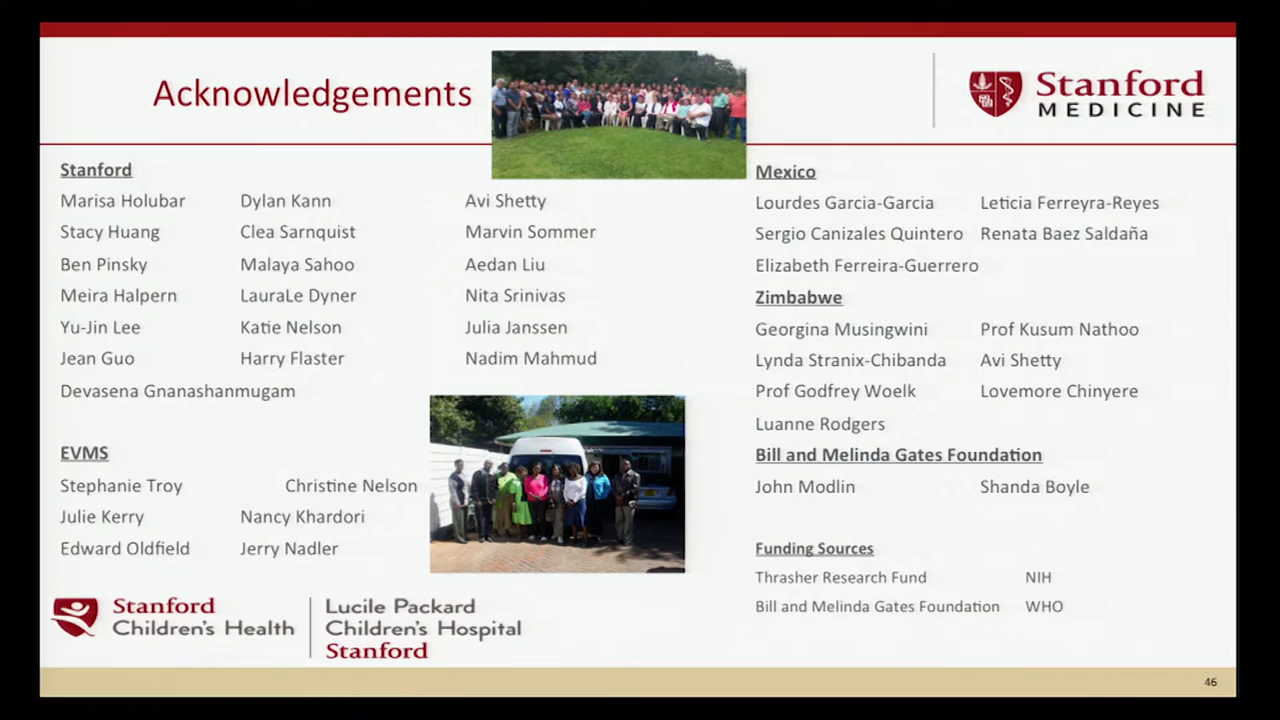 Acknowledgements
Stanford
MEDICINE
Stanford
Marisa Holubar Dylan Kann Avi Shetty
Stacy Huang Clea Sarnquist Marvin Sommer
Ben Pinsky Malaya Sahoo Aedan Liu
Meira Halpern LauraLe Dyner Nita Srinivas
Yu-Jin Lee Katie Nelson Julia Janssen
Jean Guo Harry Flaster Nadim Mahmud
Devasena Gnanashanmugam
EVMS
Stephanie Troy Christine Nelson
Julie Kerry Nancy Khardori
Edward Oldfield Jerry Nadler
Mexico
Lourdes Garcia-Garcia Leticia Ferreyra-Reyes
Sergio Canizales Quintero Renata Baez Saldaña
Elizabeth Ferreira-Guerrero
Zimbabwe
Georgina Musingwini Prof Kusum Nathoo
Lynda Stranix-Chibanda Avi Shetty
Prof Godfrey Woelk Lovemore Chinyere
Luanne Rodgers
Bill and Melinda Gates Foundation
John Modlin Shanda Boyle
Funding Sources
Thrasher Research Fund NIH
Bill and Melinda Gates Foundation WHO
Stanford
Children's Health
Lucile Packard
Children's Hospital
Stanford
46